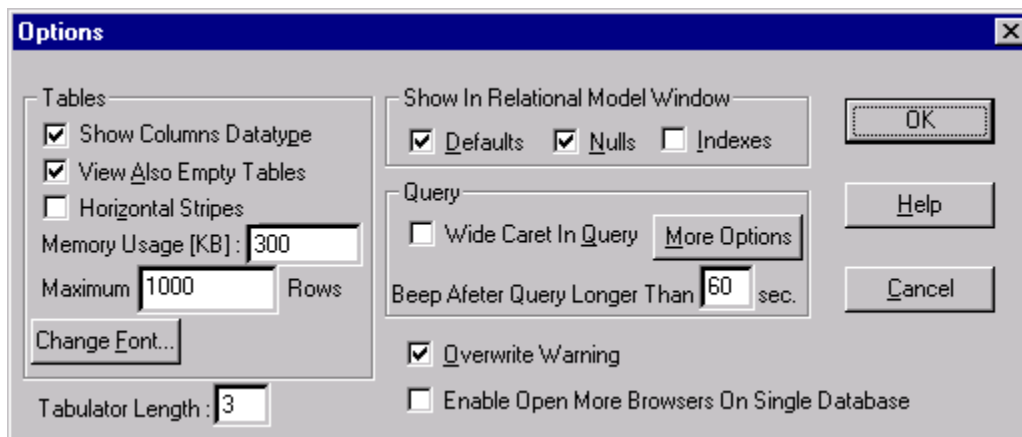 Options
Tables
Show Columns Datatype
View Also Empty Tables
Horizontal Stripes
Memory Usage [KB] : 300
Maximum 1000 Rows
Change Font...
Tabulator Length : 3
Show In Relational Model Window
Defaults Nulls Indexes
Query
Wide Caret In Query More Options
Beep Afeter Query Longer Than 60 sec.
Overwrite Warning
Enable Open More Browsers On Single Database
OK
Help
Cancel